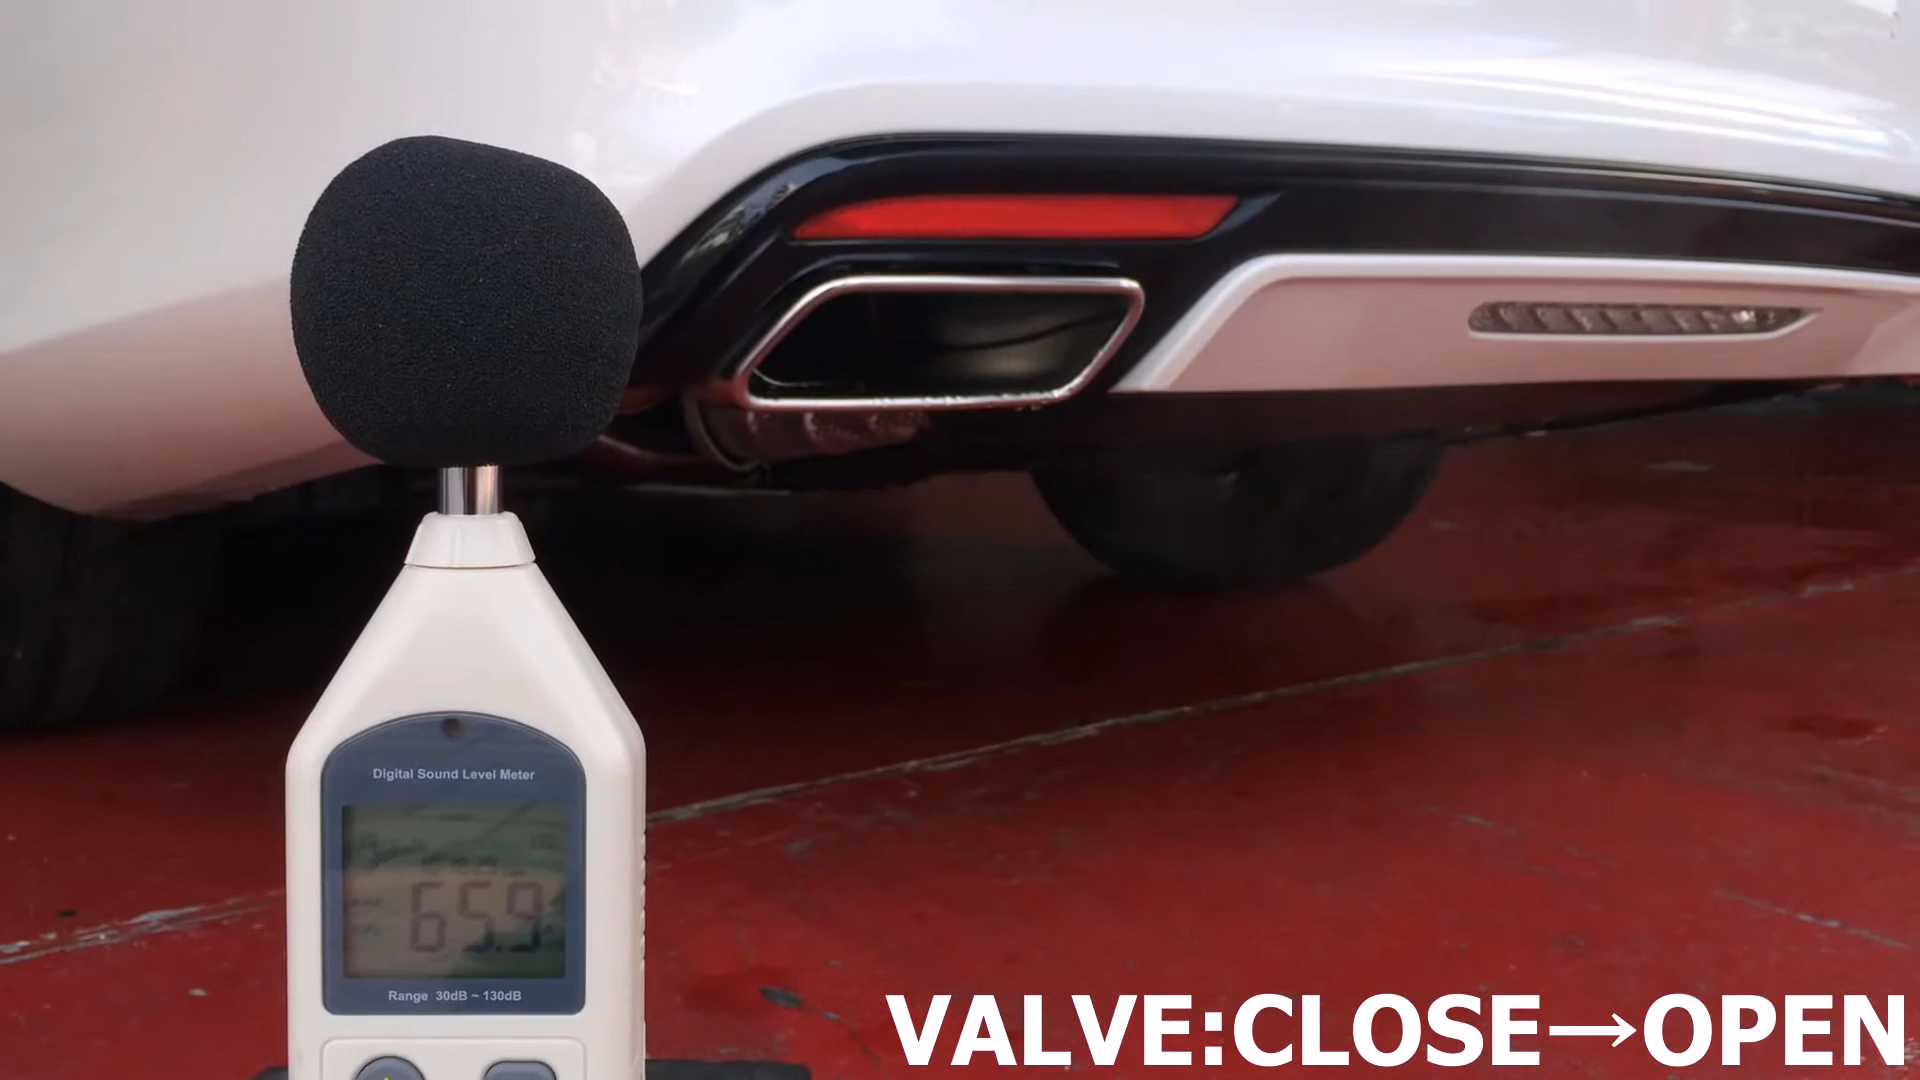 Digital Sound Level Meter
65.9
Range 30dB ~ 130dB
VALVE:CLOSE→OPEN